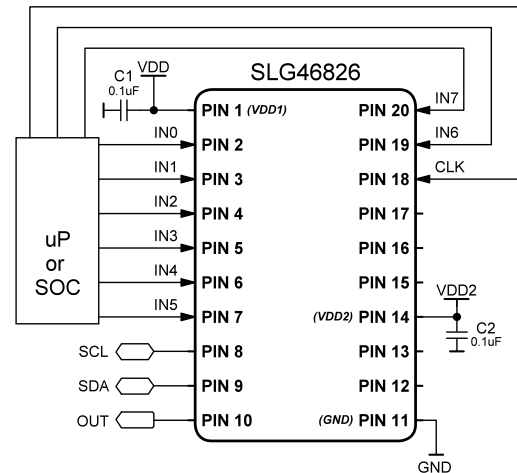 SLG46826
C1
0.1uF
VDD
PIN 1 (VDD1)
PIN 20
IN7
IN0
PIN 2
PIN 19
IN6
IN1
PIN 3
PIN 18
CLK
IN2
PIN 4
PIN 17
uP
or
SOC
IN3
PIN 5
PIN 16
IN4
PIN 6
PIN 15
IN5
PIN 7
(VDD2) PIN 14
VDD2
C2
0.1uF
SCL
PIN 8
PIN 13
SDA
PIN 9
PIN 12
OUT
PIN 10
(GND) PIN 11
GND